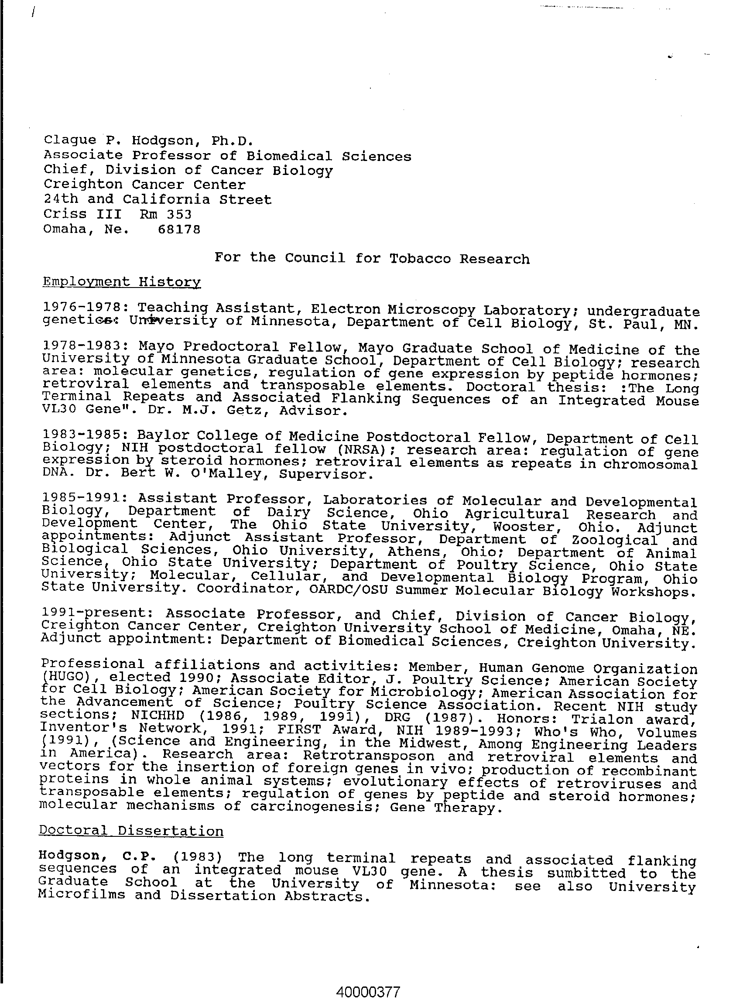 Clague P. Hodgson, Ph.D.
Associate Professor of Biomedical Sciences
Chief, Division of Cancer Biology
Creighton Cancer Center
24th and California Street
Criss III Rm 353
Omaha, Ne. 68178
For the Council for Tobacco Research
Employment History
1976-1978: Teaching Assistant, Electron Microscopy Laboratory; undergraduate
genetics: University of Minnesota, Department of Cell Biology, St. Paul, MN.
1978-1983: Mayo Predoctoral Fellow, Mayo Graduate School of Medicine of the
University of Minnesota Graduate School, Department of Cell Biology; research
area: molecular genetics, regulation of gene expression by peptide hormones;
retroviral elements and transposable elements. Doctoral thesis: :The Long
Terminal Repeats and Associated Flanking Sequences of an Integrated Mouse
VL30 Gene". Dr. M.J. Getz, Advisor.
1983-1985: Baylor College of Medicine Postdoctoral Fellow, Department of Cell
Biology; NIH postdoctoral fellow (NRSA); research area: regulation of gene
expression by steroid hormones; retroviral elements as repeats in chromosomal
DNA. Dr. Bert W. O'Malley, Supervisor.
1985-1991: Assistant Professor, Laboratories of Molecular and Developmental
Biology, Department of Dairy Science, Ohio Agricultural Research and
Development Center, The Ohio State University, Wooster, Ohio. Adjunct
appointments: Adjunct Assistant Professor, Department of Zoological and
Biological Sciences, Ohio University, Athens, Ohio; Department of Animal
Science, Ohio State University; Department of Poultry Science, Ohio State
University; Molecular, Cellular, and Developmental Biology Program, Ohio
State University. Coordinator, OARDC/OSU Summer Molecular Biology Workshops.
1991-present: Associate Professor, and Chief, Division of Cancer Biology,
Creighton Cancer Center, Creighton University School of Medicine, Omaha, NE.
Adjunct appointment: Department of Biomedical Sciences, Creighton University.
Professional affiliations and activities: Member, Human Genome Organization
(HUGO), elected 1990; Associate Editor, J. Poultry Science; American Society
for Cell Biology; American Society for Microbiology; American Association for
the Advancement of Science; Poultry Science Association. Recent NIH study
sections; NICHHD (1986, 1989, 1991), DRG (1987). Honors: Trialon award,
Inventor's Network, 1991; FIRST Award, NIH 1989-1993; Who's Who, Volumes
(1991), (Science and Engineering, in the Midwest, Among Engineering Leaders
in America). Research area: Retrotransposon and retroviral elements and
vectors for the insertion of foreign genes in vivo; production of recombinant
proteins in whole animal systems; evolutionary effects of retroviruses and
transposable elements; regulation of genes by peptide and steroid hormones;
molecular mechanisms of carcinogenesis; Gene Therapy.
Doctoral Dissertation
Hodgson, C.P. (1983) The long terminal repeats and associated flanking
sequences of an integrated mouse VL30 gene. A thesis sumbitted to the
Graduate School at the University of Minnesota: see also University
Microfilms and Dissertation Abstracts.
40000377